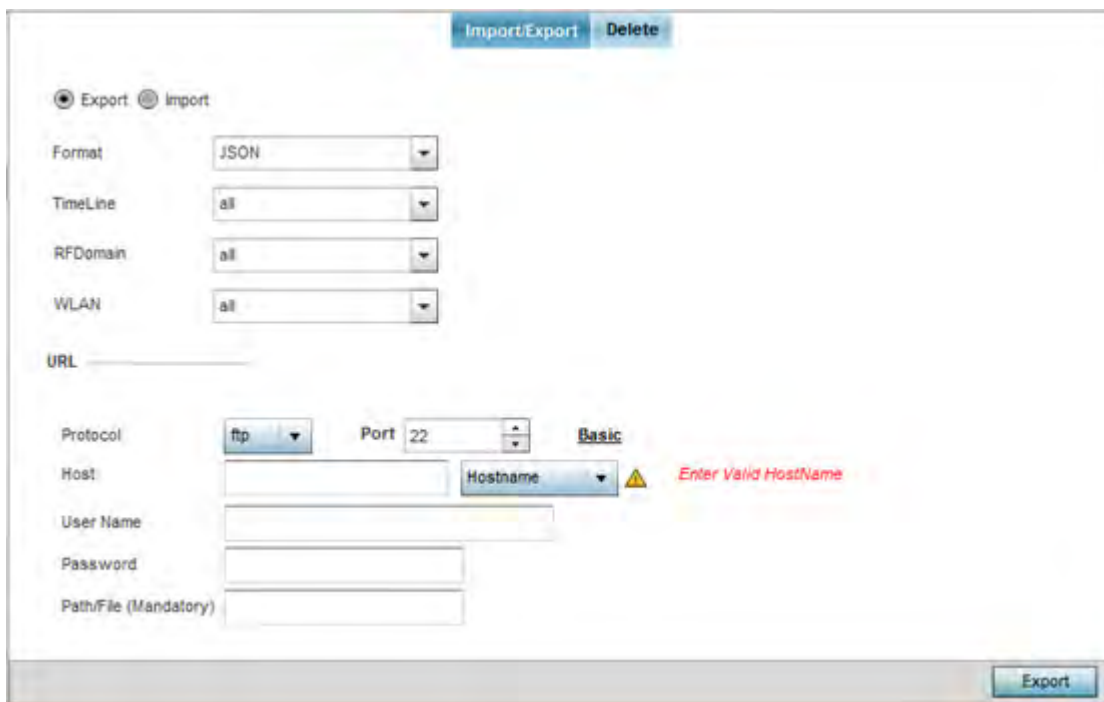 Import/Export Delete
Export Import
Format JSON
TimeLine all
RFDomain all
WLAN all
URL
Protocol ftp Port 22 Basic
Host Hostname Enter Valid HostName
User Name
Password
Path/File (Mandatory)
Export